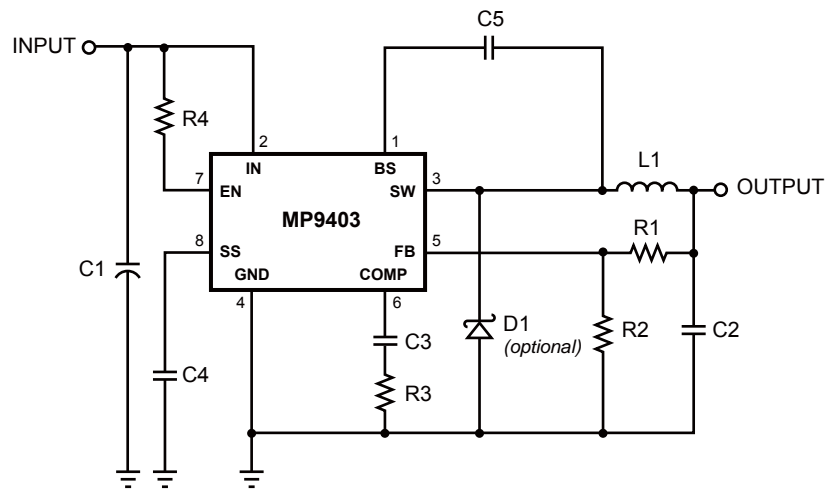 C5
INPUT
R4
2
1
IN
BS
L1
7
EN
SW
3
OUTPUT
MP9403
R1
8
SS
FB
5
C1
GND
COMP
4
6
D1
(optional)
R2
C2
C3
C4
R3